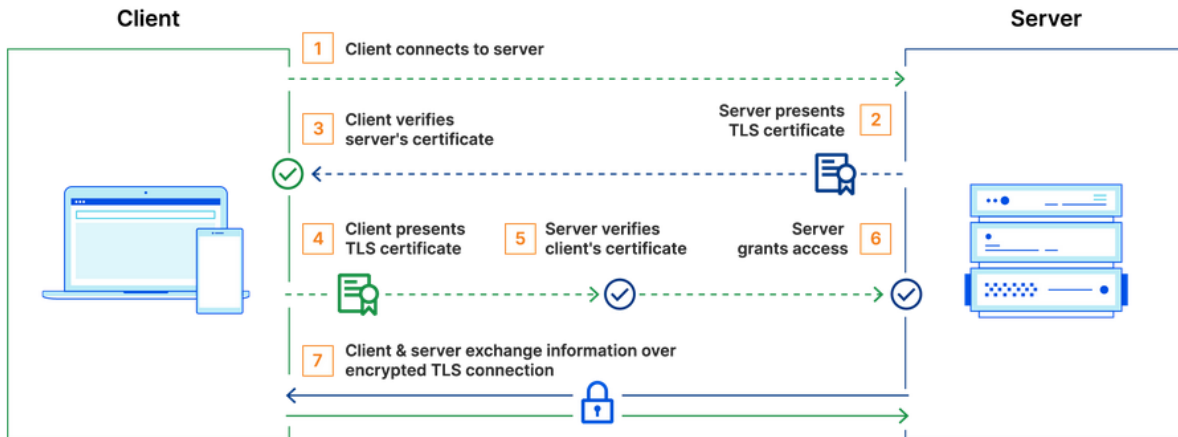 Client
Server
1
Client connects to server
3
Client verifies
server's certificate
Server presents
TLS certificate
2
4
Client presents
TLS certificate
5
Server verifies
client's certificate
Server
grants access
6
7
Client & server exchange information over
encrypted TLS connection